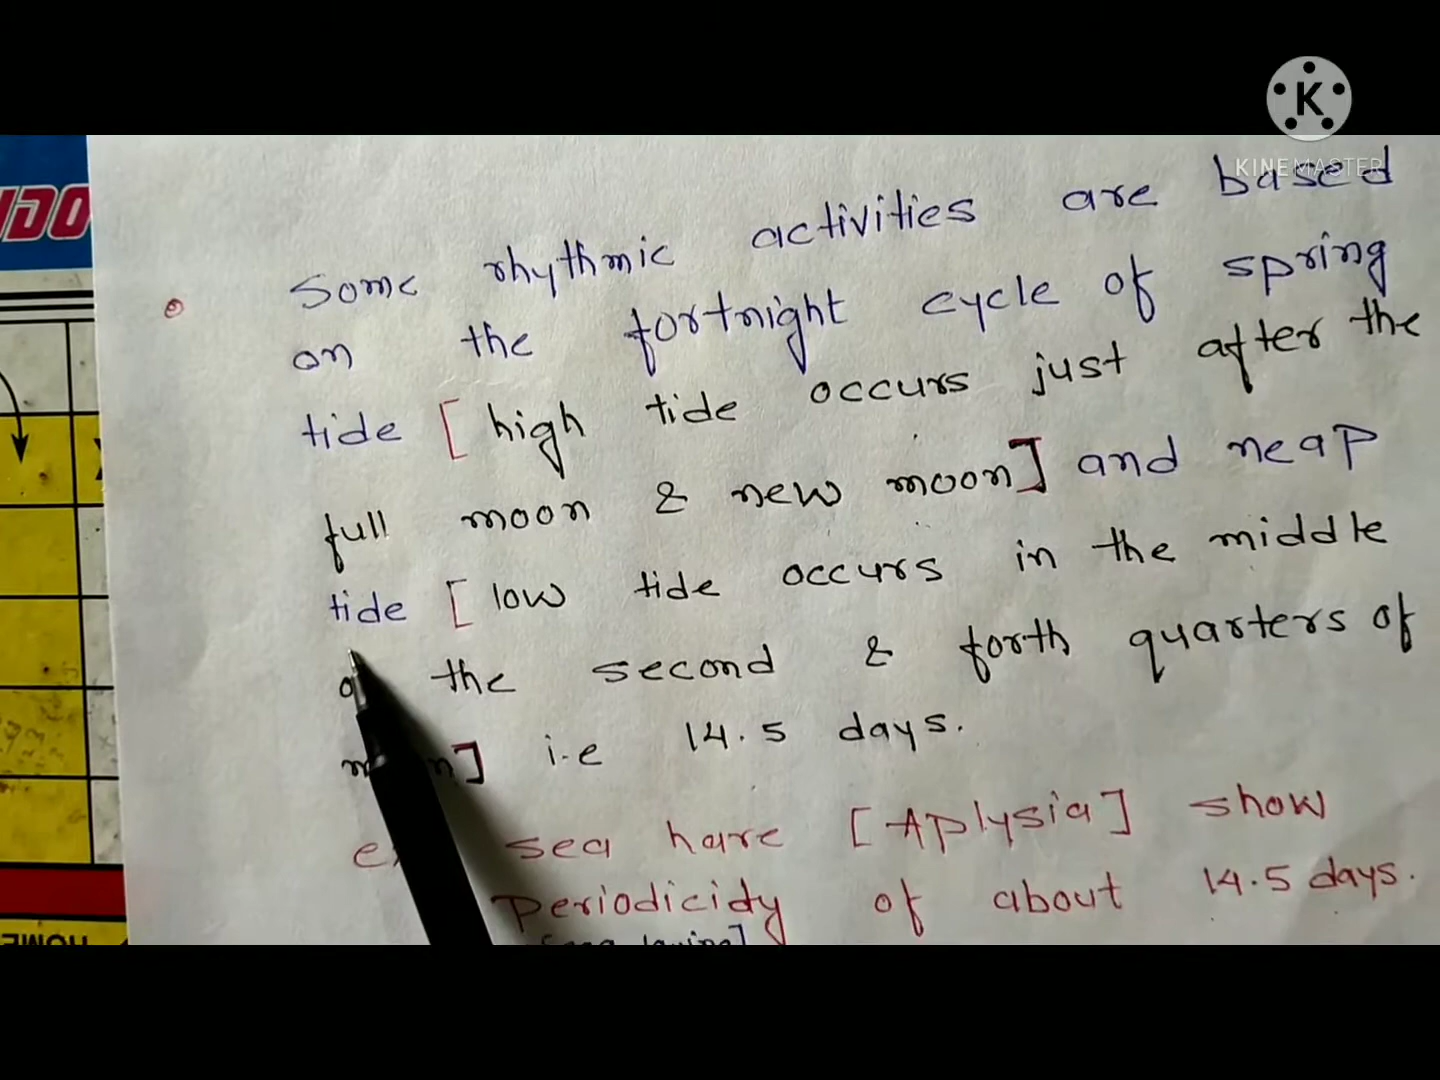 KINEMASTER
Some rhythmic activities are based
on the fortnight cycle of spring
tide [high tide occurs just after the
full moon & new moon] and neap
tide [low tide occurs in the middle
the second & forth quarters of
i.e 14.5 days.
sea hare [Aplysia] show
periodicidy of about 14.5 days.